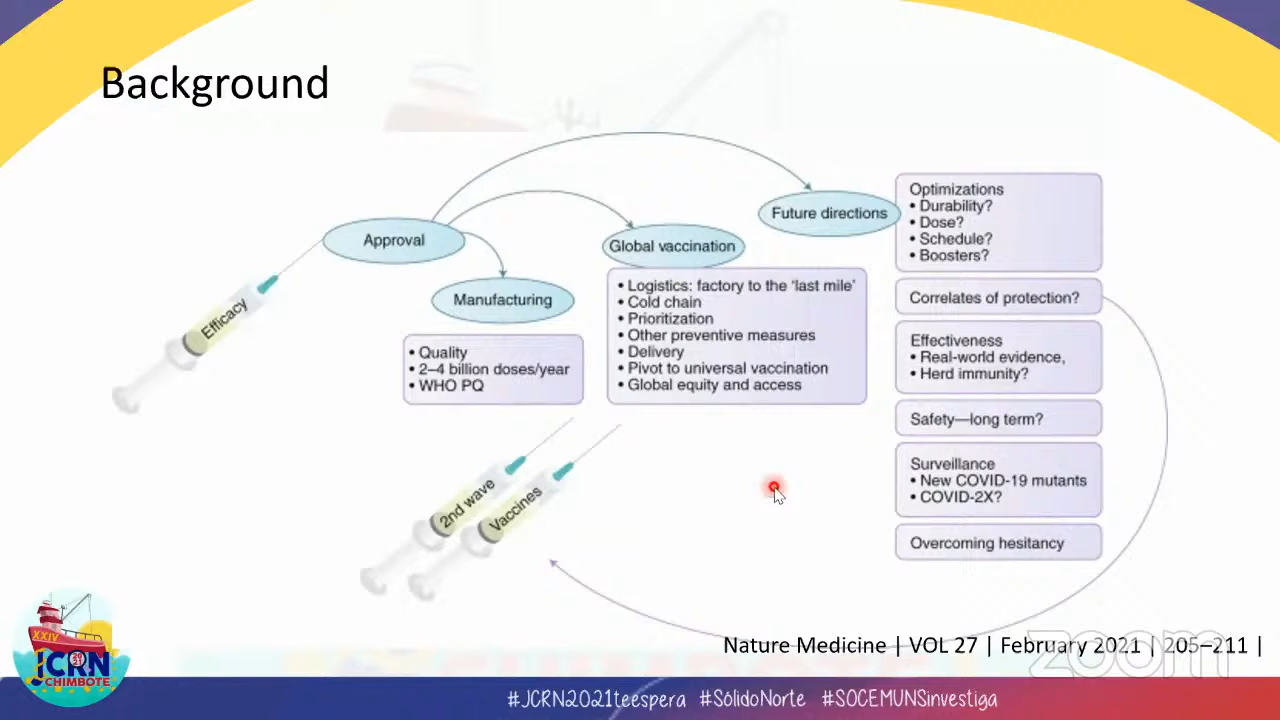 Background
Approval
Efficacy
Manufacturing
• Quality
• 2–4 billion doses/year
• WHO PQ
Global vaccination
• Logistics: factory to the ‘last mile’
• Cold chain
• Prioritization
• Other preventive measures
• Delivery
• Pivot to universal vaccination
• Global equity and access
Future directions
Optimizations
• Durability?
• Dose?
• Schedule?
• Boosters?
Correlates of protection?
Effectiveness
• Real-world evidence,
• Herd immunity?
Safety—long term?
Surveillance
• New COVID-19 mutants
• COVID-2X?
Overcoming hesitancy
2nd wave
Vaccines
Nature Medicine | VOL 27 | February 2021 | 205–211 |
zoom
XXIV
JCRN
CHIMBOTE
#JCRN2021teespera #SólidoNorte #SOCEMUNSinvestiga